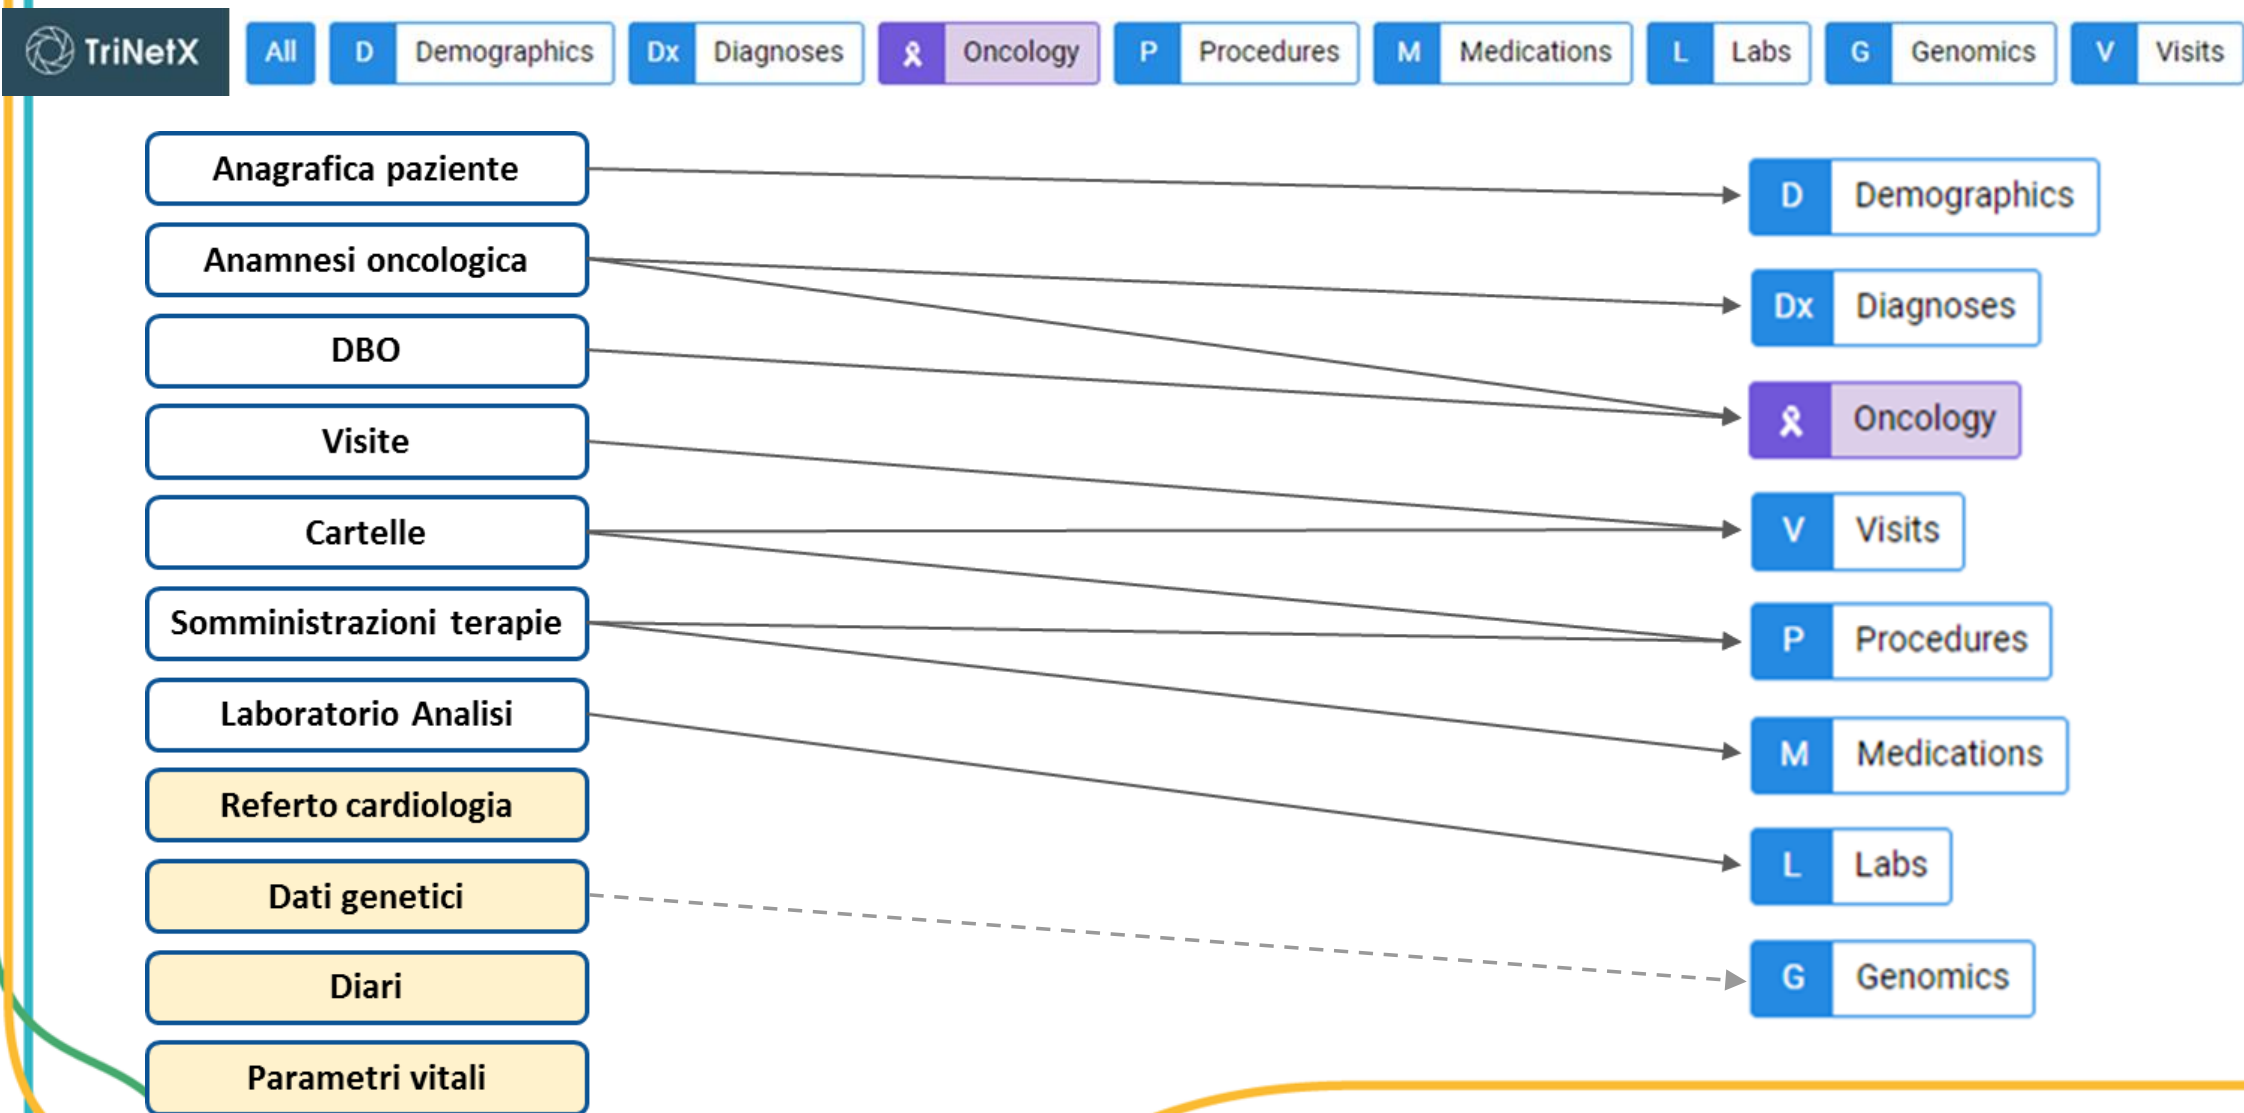 TriNetX All D Demographics Dx Diagnoses Oncology P Procedures M Medications L Labs G Genomics V Visits
Anagrafica paziente
D Demographics
Anamnesi oncologica
Dx Diagnoses
DBO
Oncology
Visite
V Visits
Cartelle
Somministrazioni terapie
P Procedures
Laboratorio Analisi
M Medications
Referto cardiologia
L Labs
Dati genetici
G Genomics
Diari
Parametri vitali